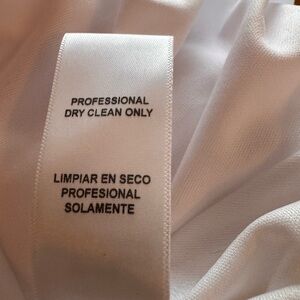 PROFESSIONAL
DRY CLEAN ONLY
LIMPIAR EN SECO
PROFESIONAL
SOLAMENTE